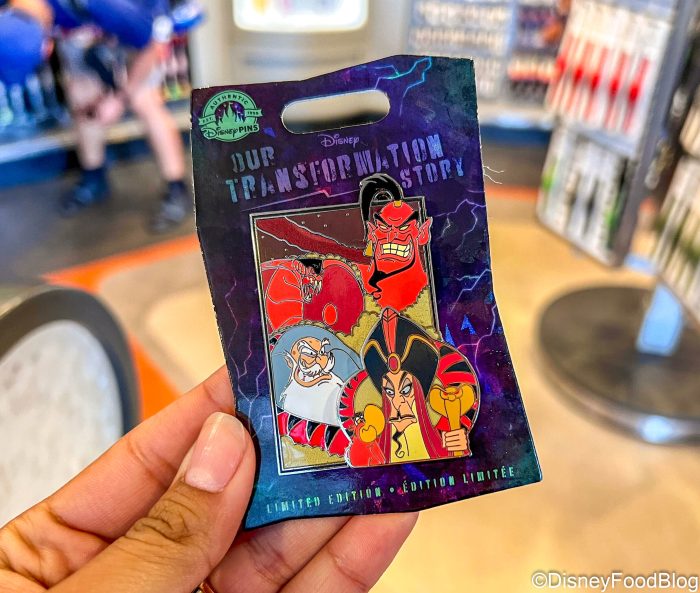 AUTHENTIC
Disney PINS
Disney
OUR
TRANSFORMATION
STORY
LIMITED EDITION • ÉDITION LIMITÉE
©DisneyFoodBlog